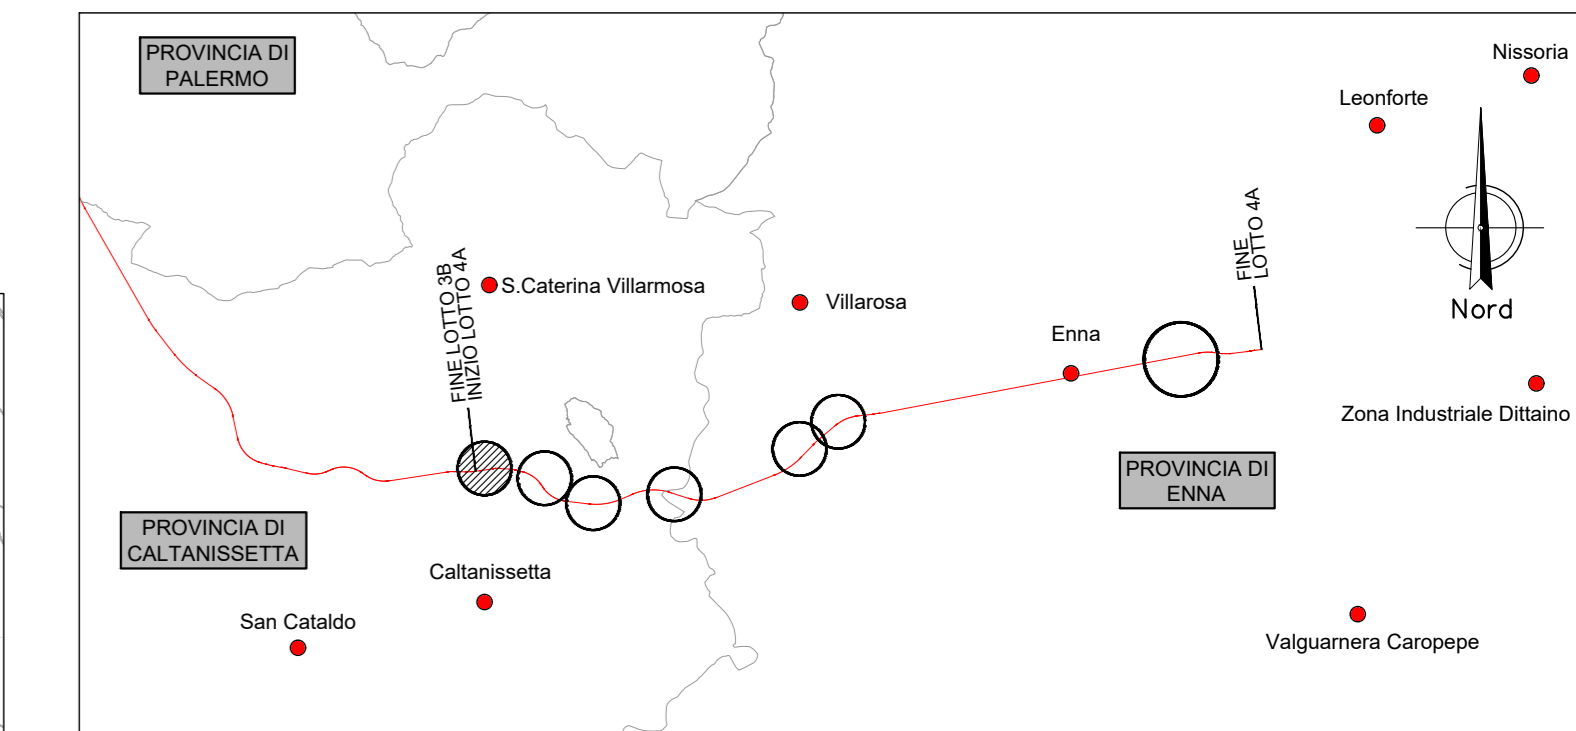 PROVINCIA DI
PALERMO
Nissoria
Leonforte
FINE
LOTTO 4A
FINE LOTTO 3B
INIZIO LOTTO 4A
S.Caterina Villarmosa
Villarosa
Nord
Enna
Zona Industriale Dittaino
PROVINCIA DI
ENNA
PROVINCIA DI
CALTANISSETTA
Caltanissetta
San Cataldo
Valguarnera Caropepe